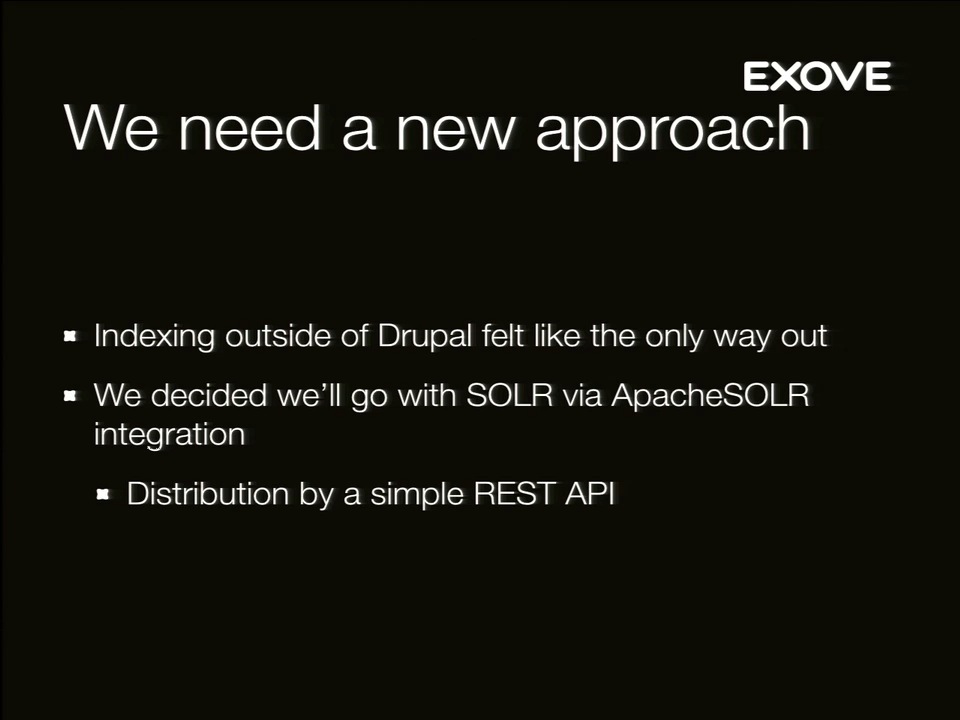 EXOVE
We need a new approach
Indexing outside of Drupal felt like the only way out
We decided we'll go with SOLR via ApacheSOLR
integration
Distribution by a simple REST API